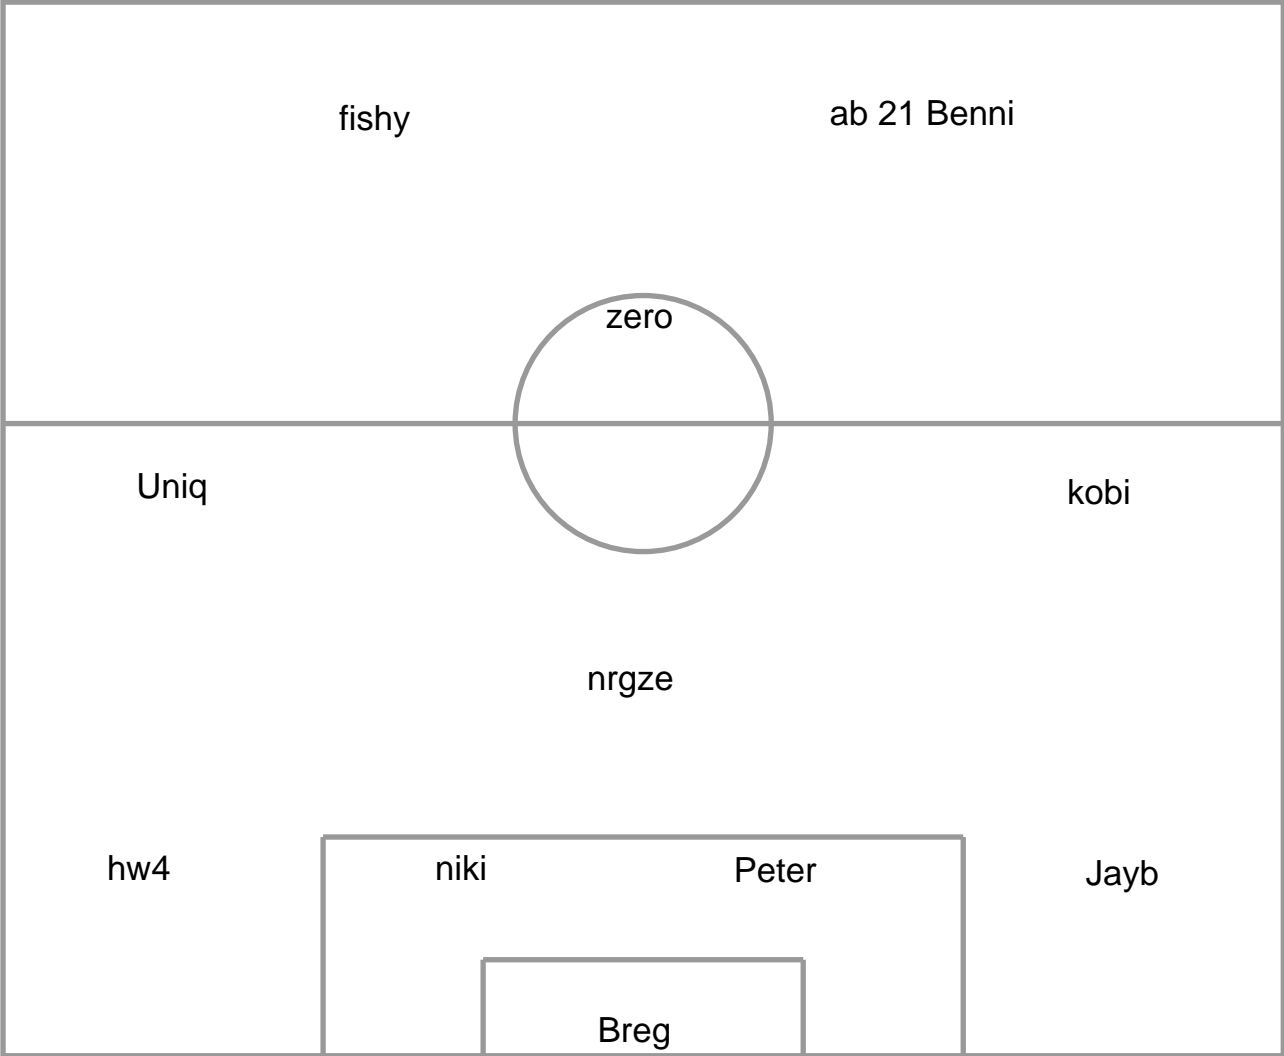 fishy
ab 21 Benni
zero
Uniq
kobi
nrgze
hw4
niki
Peter
Jayb
Breg